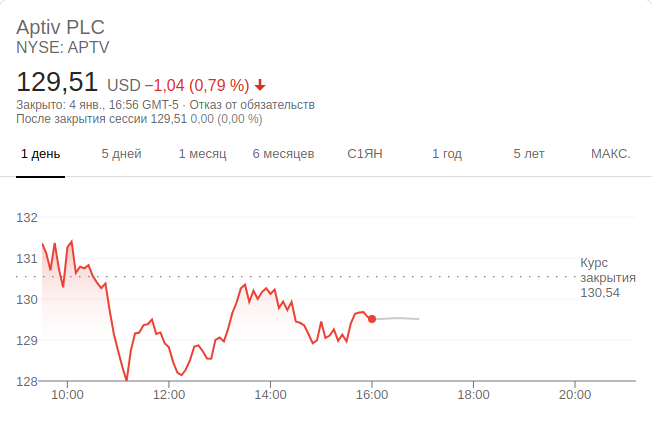 Aptiv PLC
NYSE: APTV
129,51 USD −1,04 (0,79 %)
Закрыто: 4 янв., 16:56 GMT-5 · Отказ от обязательств
После закрытия сессии 129,51 0,00 (0,00 %)
1 день 5 дней 1 месяц 6 месяцев С1ЯН 1 год 5 лет МАКС.
132
131
130
129
128
Курс
закрытия
130,54
10:00 12:00 14:00 16:00 18:00 20:00